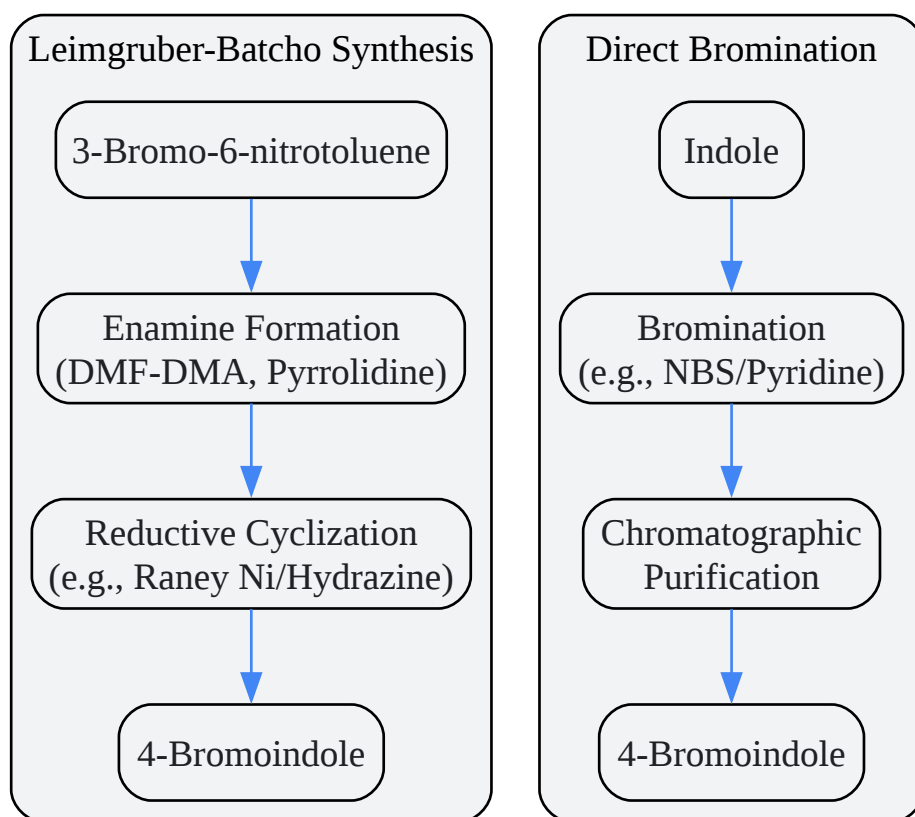 Leimgruber-Batcho Synthesis
3-Bromo-6-nitrotoluene
Enamine Formation
(DMF-DMA, Pyrrolidine)
Reductive Cyclization
(e.g., Raney Ni/Hydrazine)
4-Bromoindole
Direct Bromination
Indole
Bromination
(e.g., NBS/Pyridine)
Chromatographic
Purification
4-Bromoindole